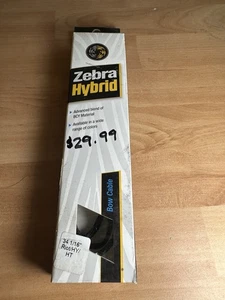 Zebra
Hybrid
• Advanced blend of
BCY Material
• Available in a wide
range of colors
$29.99
Bow Cable
34 1/16"
HT